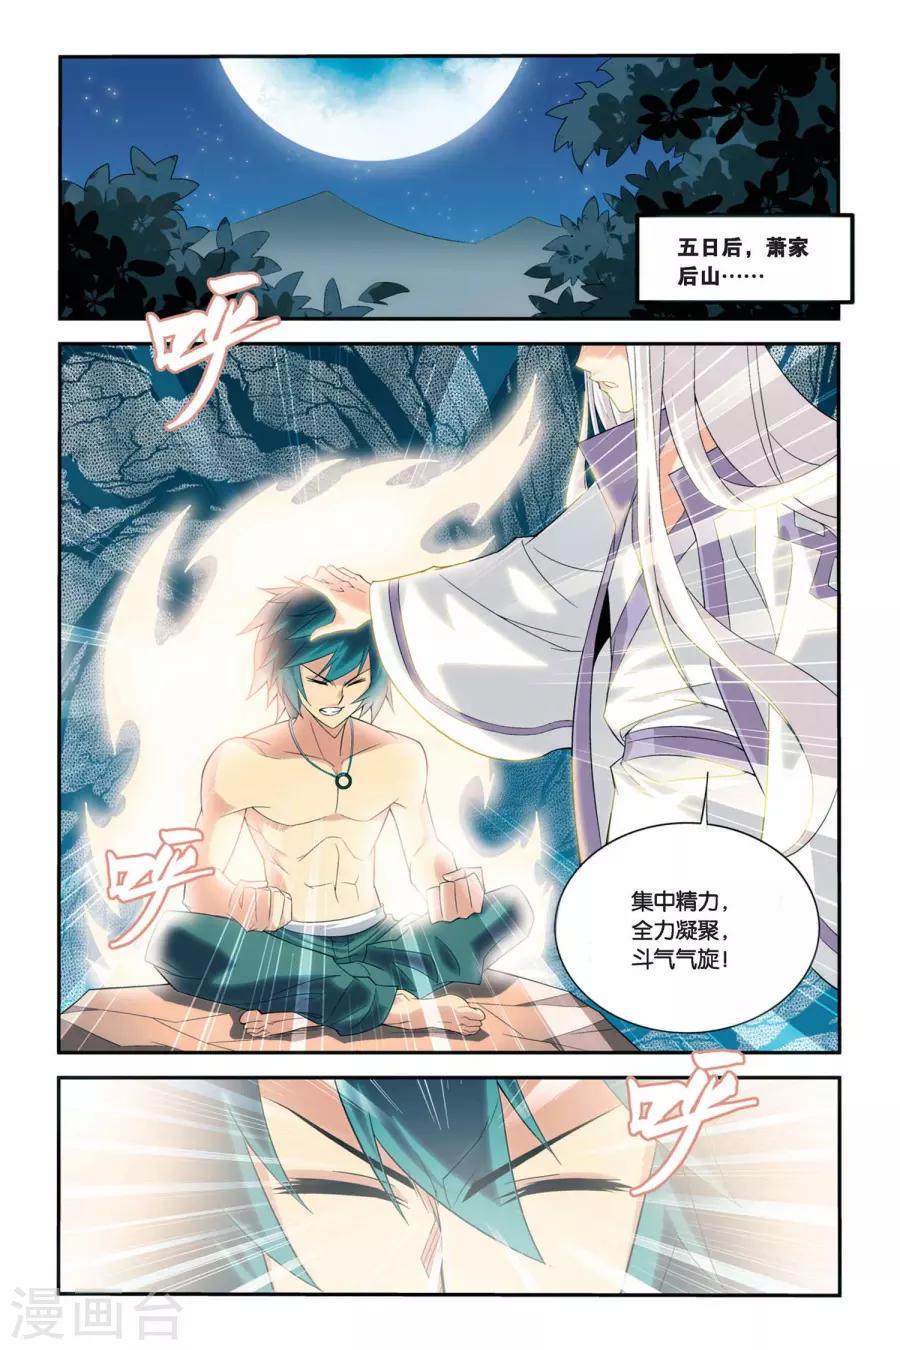 五日后，萧家
后山……
呼
呼
集中精力，
全力凝聚，
斗气气旋！
呼
漫画台